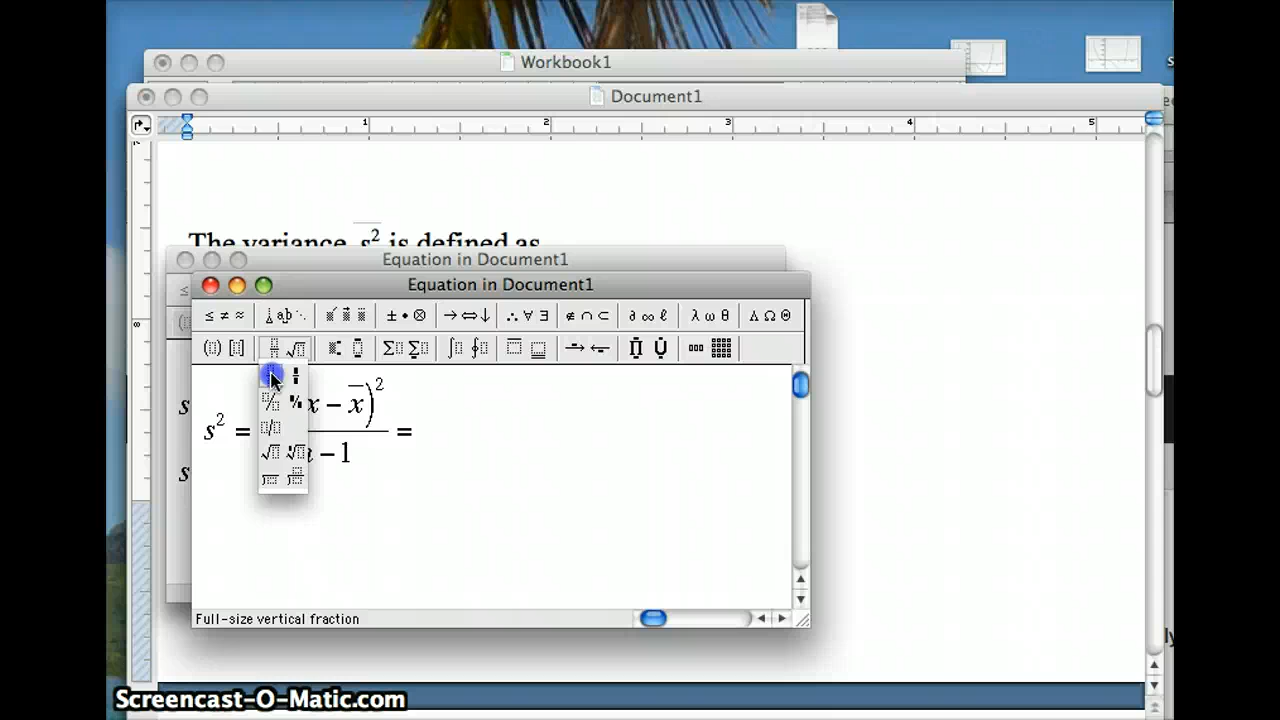 Workbook1
Document1
1 2 3 4 5
The variance s² is defined as
Equation in Document1
Equation in Document1
≤ ≠ ≈
± • ⊗ → ⇔ ↓ ∴ ∀ ∃ ∉ ∩ ⊂ ∂ ∞ ℓ λ ω θ Λ Ω Θ
s
s² = x − x̄)² =
− 1
s
Full-size vertical fraction
Screencast-O-Matic.com